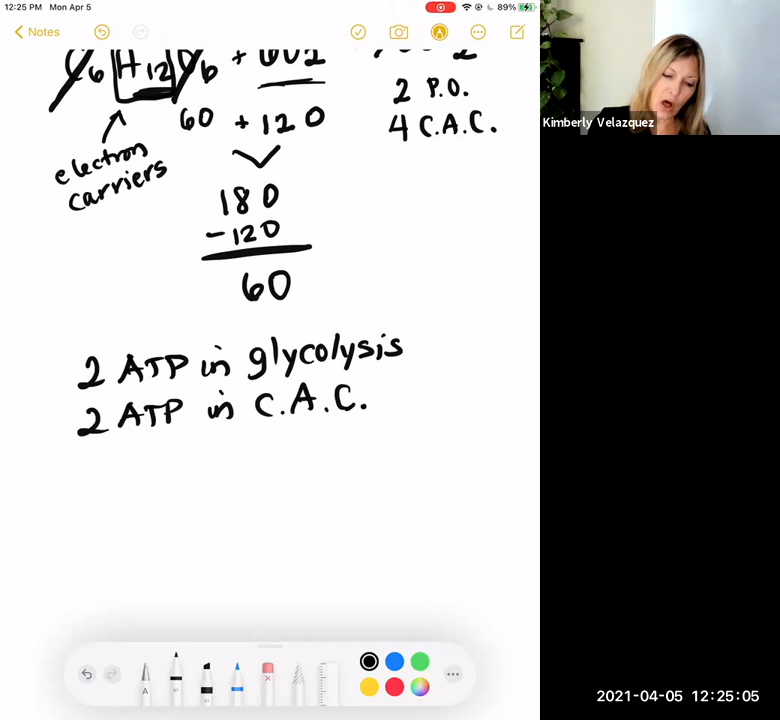 12:25 PM Mon Apr 5
89%
Notes
6 H12 6 +
2 P.O.
60 + 120
4 C.A.C.
electron
carriers
180
-120
60
2 ATP in glycolysis
2 ATP in C.A.C.
Kimberly Velazquez
2021-04-05 12:25:05
A